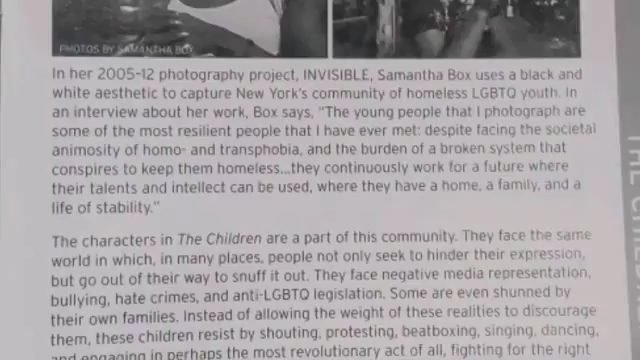 PHOTOS BY SAMANTHA BOX
In her 2005-12 photography project, INVISIBLE, Samantha Box uses a black and
white aesthetic to capture New York's community of homeless LGBTQ youth. In
an interview about her work, Box says, "The young people that I photograph are
some of the most resilient people that I have ever met: despite facing the societal
animosity of homo- and transphobia, and the burden of a broken system that
conspires to keep them homeless...they continuously work for a future where
their talents and intellect can be used, where they have a home, a family, and a
life of stability."
The characters in The Children are a part of this community. They face the same
world in which, in many places, people not only seek to hinder their expression,
but go out of their way to snuff it out. They face negative media representation,
bullying, hate crimes, and anti-LGBTQ legislation. Some are even shunned by
their own families. Instead of allowing the weight of these realities to discourage
them, these children resist by shouting, protesting, beatboxing, singing, dancing,
and engaging in perhaps the most revolutionary act of all, fighting for the right
THE CHILDRE